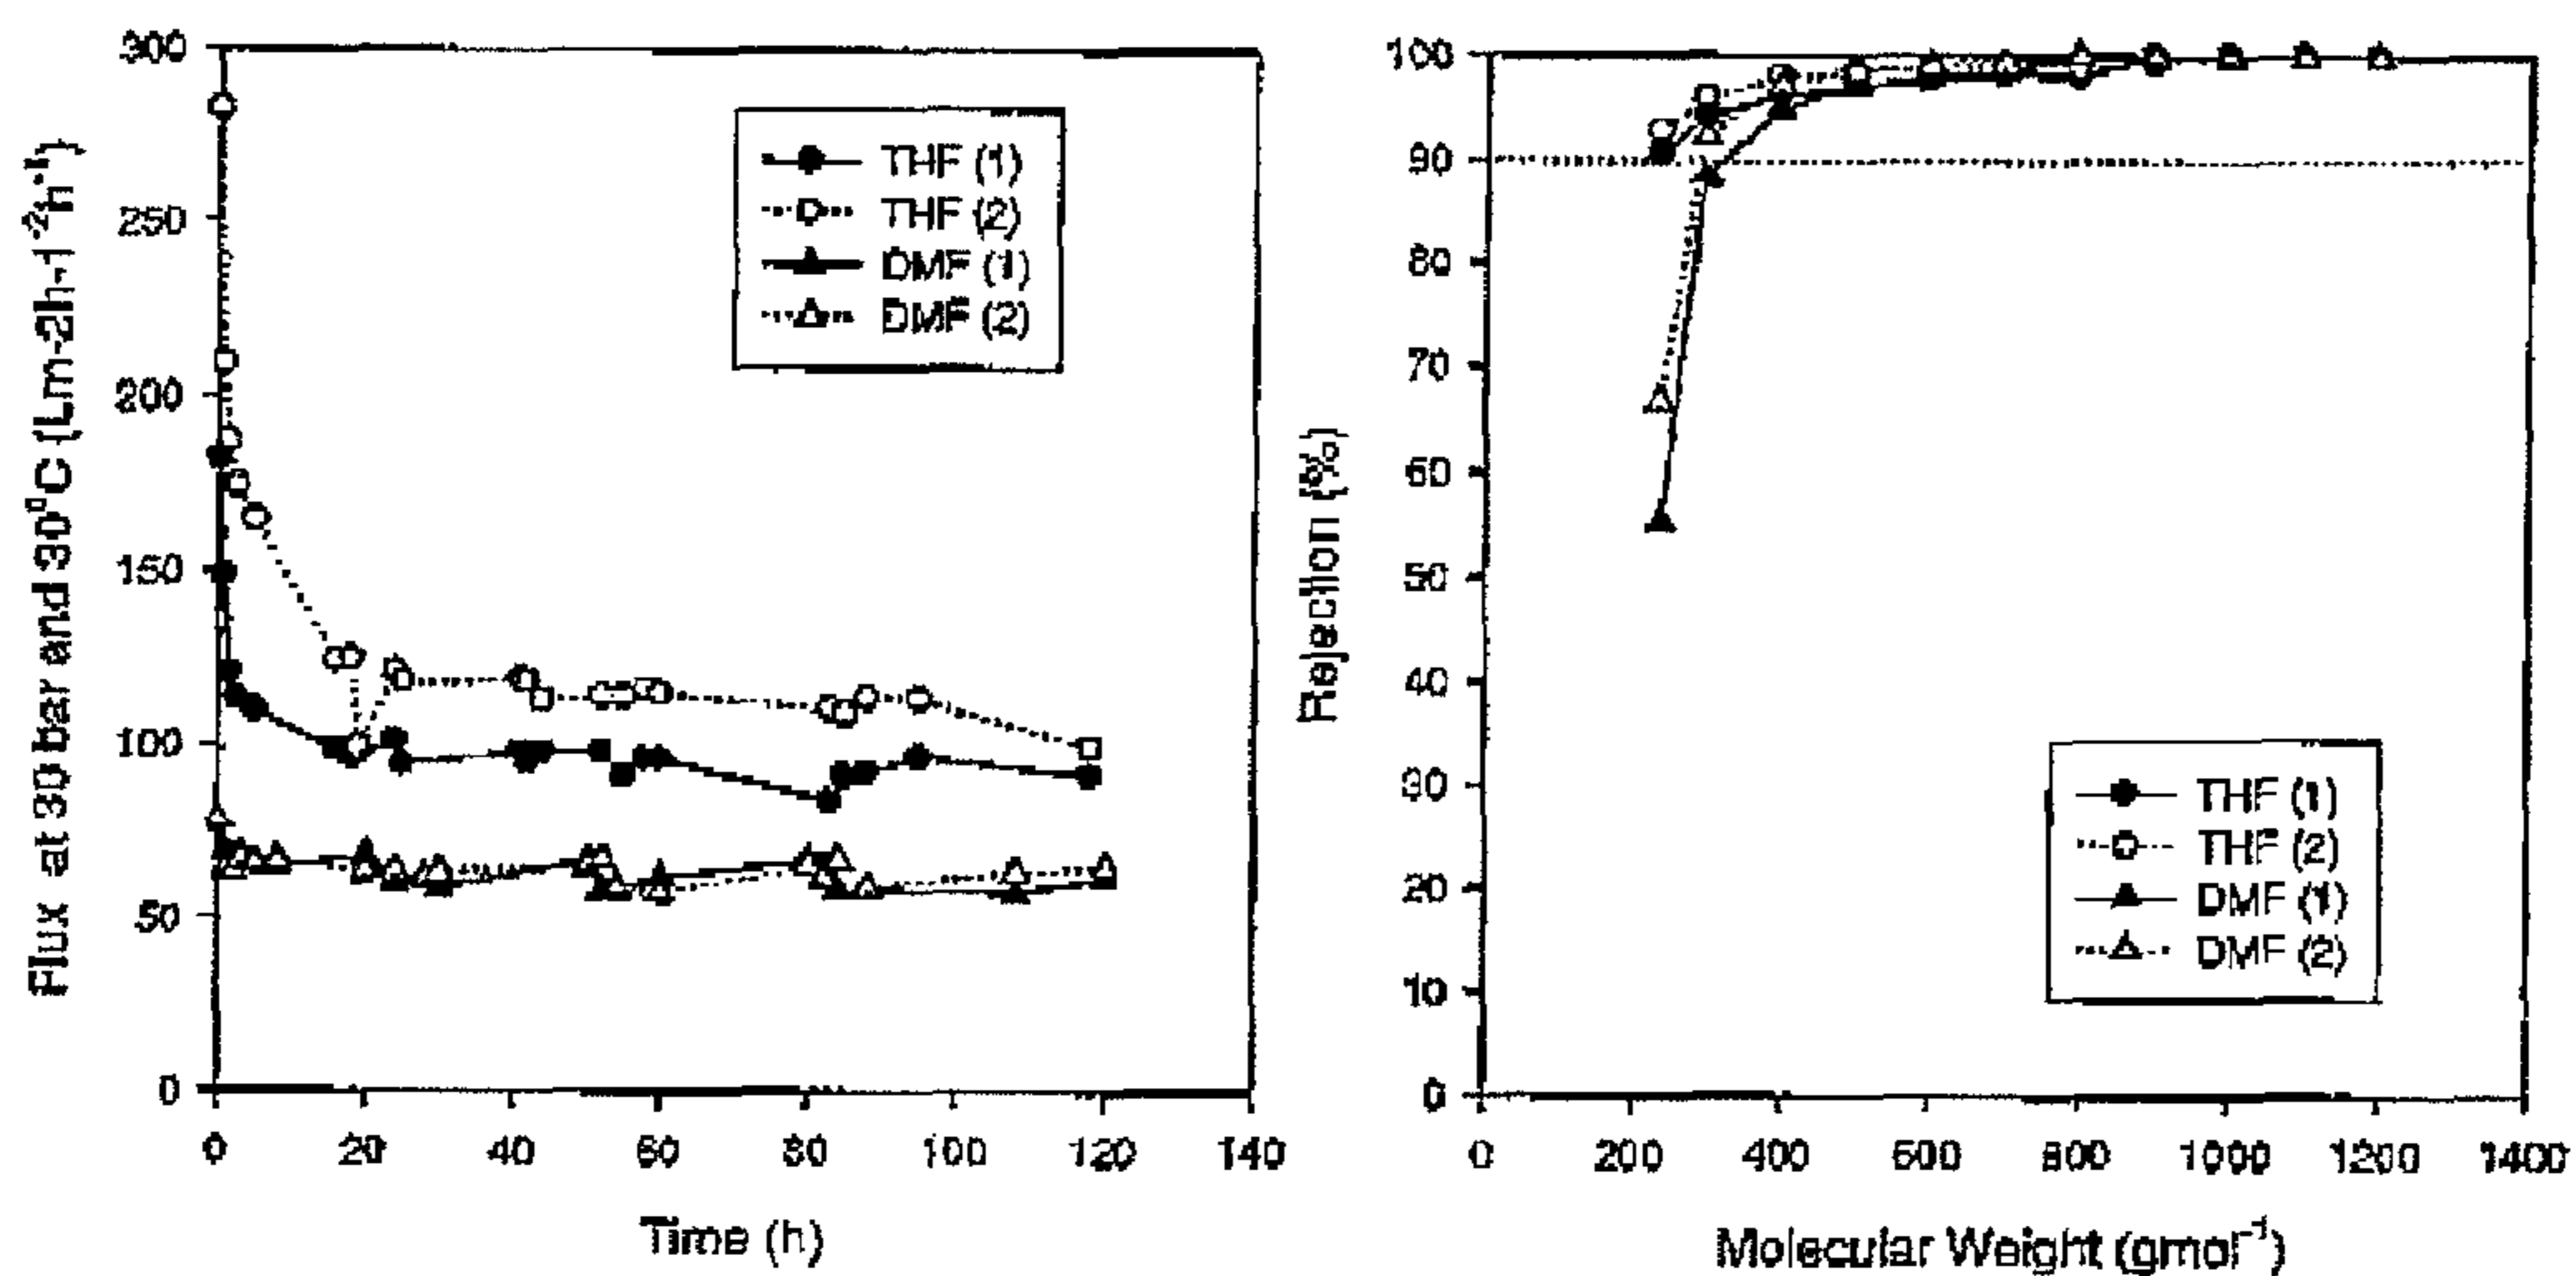 Flux at 30 bar and 30°C (Lm-2h-1⁻²h⁻¹)
300
250
200
150
100
50
0
THF (1)
THF (2)
DMF (1)
DMF (2)
0 20 40 60 80 100 120 140
Time (h)
Rejection (%)
100
90
80
70
60
50
40
30
20
10
0
THF (1)
THF (2)
DMF (1)
DMF (2)
0 200 400 600 800 1000 1200 1400
Molecular Weight (gmol⁻¹)